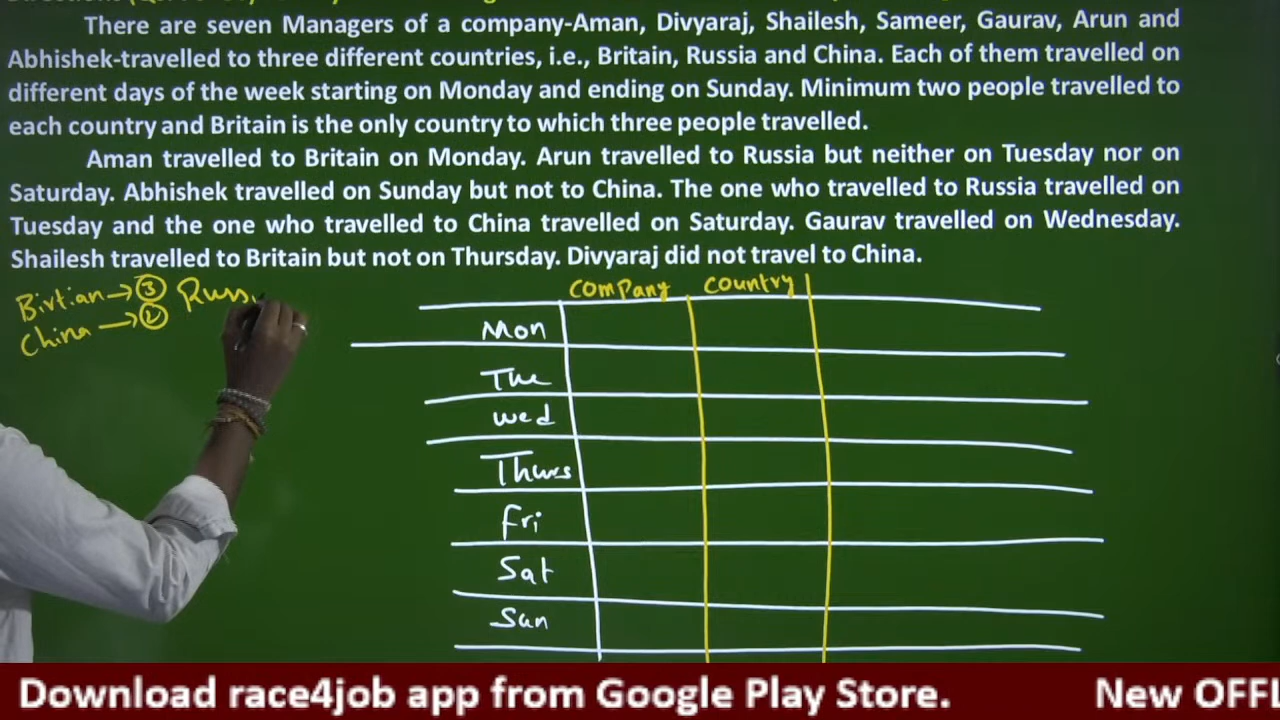 There are seven Managers of a company-Aman, Divyaraj, Shailesh, Sameer, Gaurav, Arun and
Abhishek-travelled to three different countries, i.e., Britain, Russia and China. Each of them travelled on
different days of the week starting on Monday and ending on Sunday. Minimum two people travelled to
each country and Britain is the only country to which three people travelled.
Aman travelled to Britain on Monday. Arun travelled to Russia but neither on Tuesday nor on
Saturday. Abhishek travelled on Sunday but not to China. The one who travelled to Russia travelled on
Tuesday and the one who travelled to China travelled on Saturday. Gaurav travelled on Wednesday.
Shailesh travelled to Britain but not on Thursday. Divyaraj did not travel to China.
Birtian → 3 Russ
China → 2
company country
Mon
The
wed
Thurs
fri
Sat
Sun
Download race4job app from Google Play Store. New OFFL